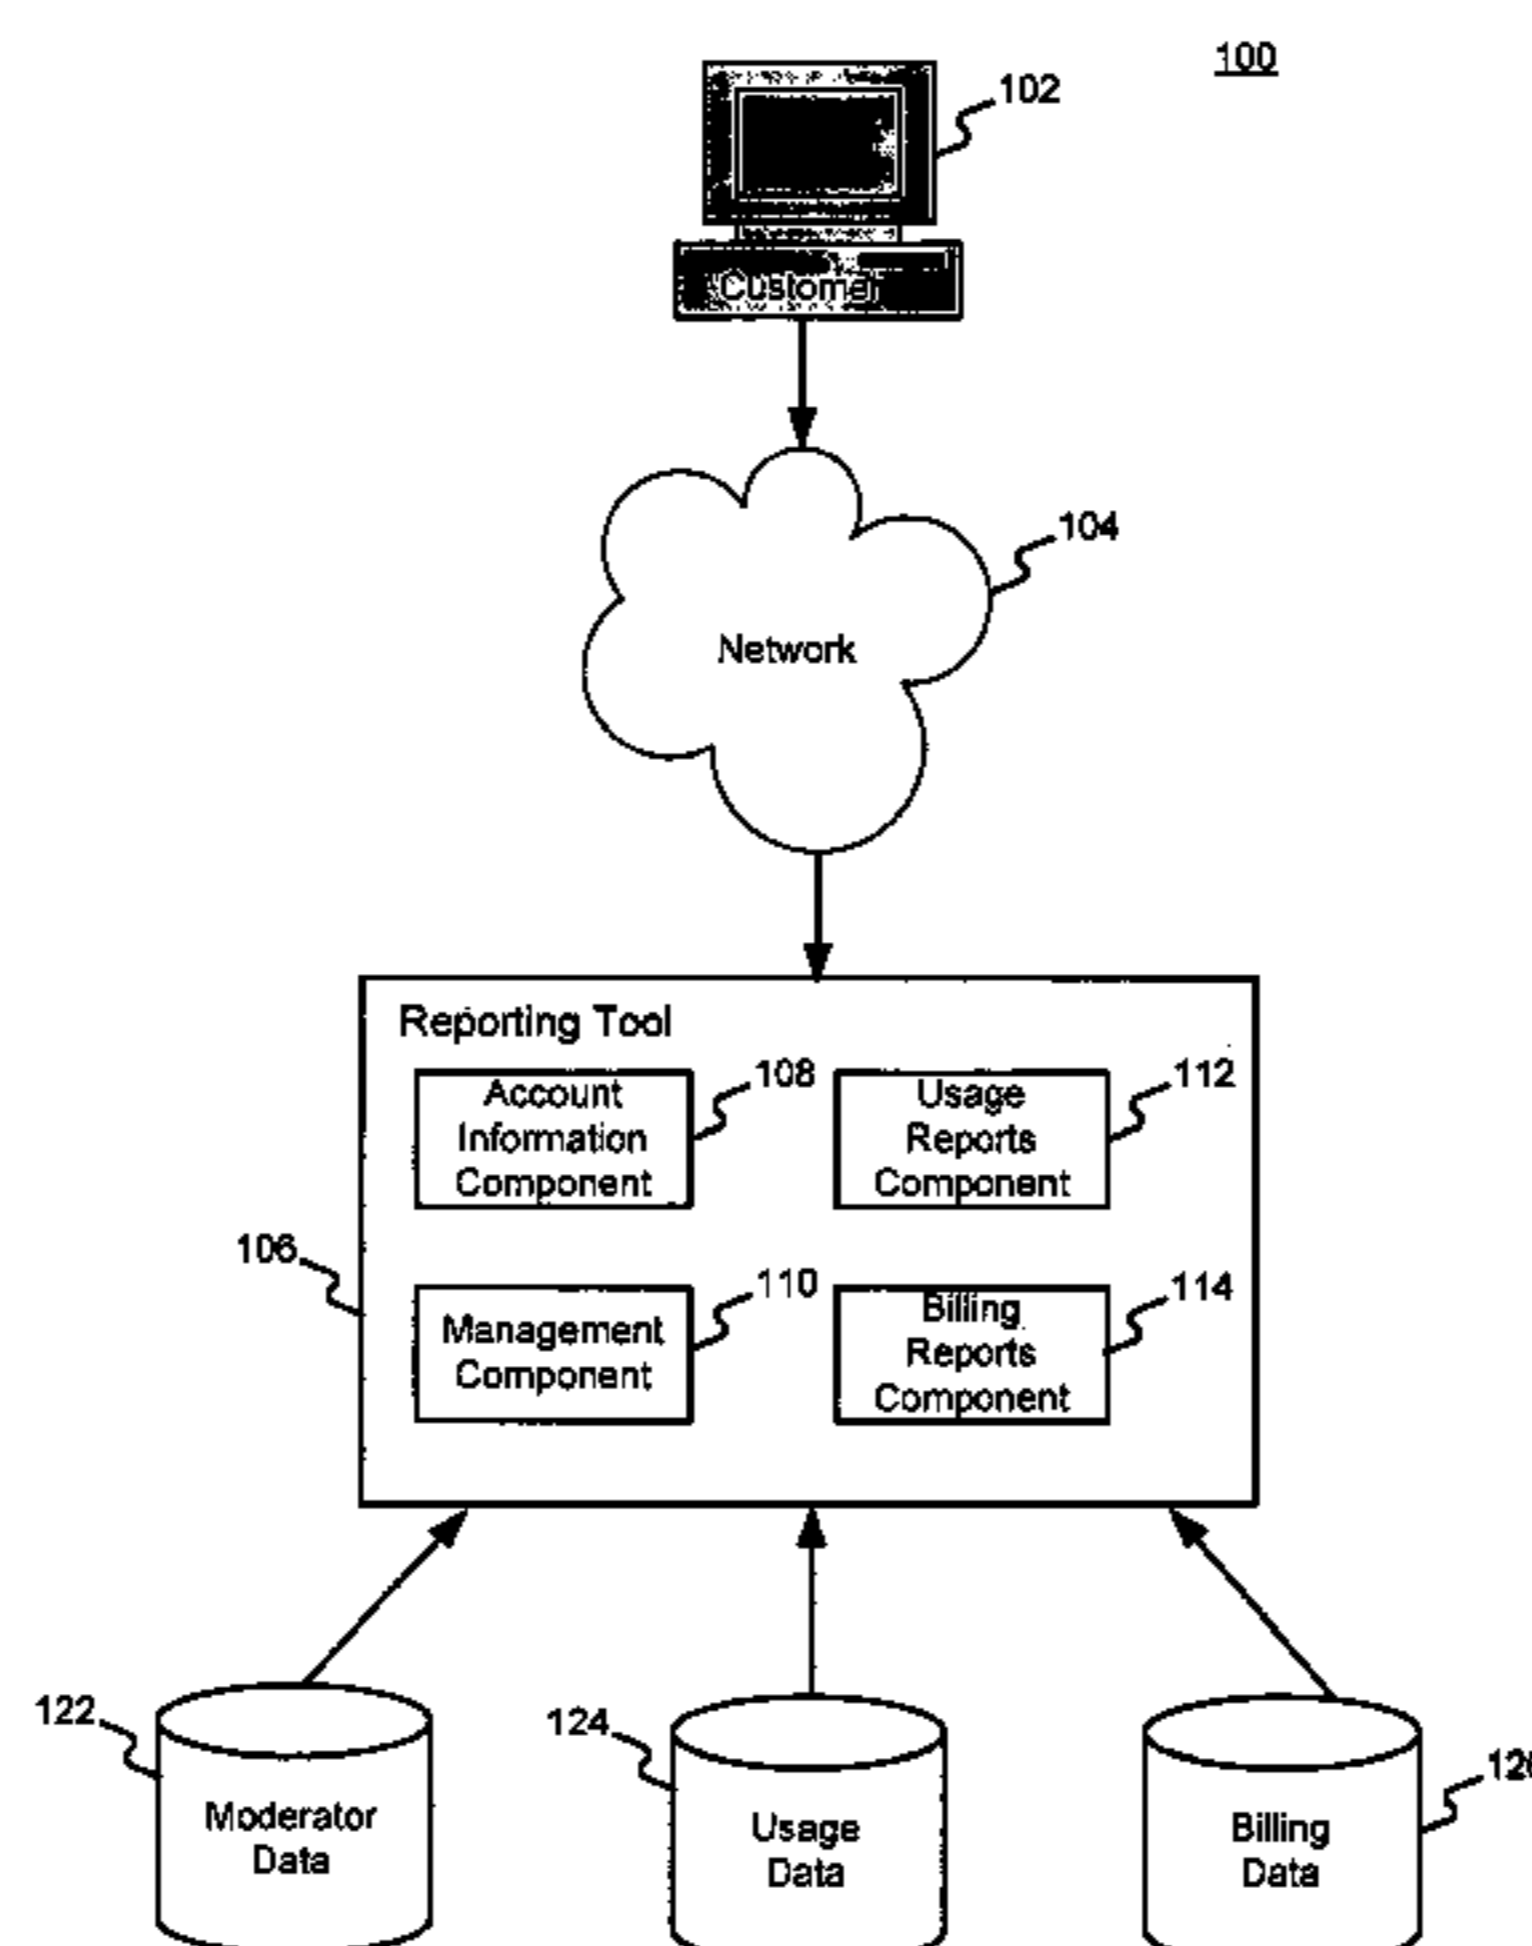 100
102
Customer
104
Network
Reporting Tool
108
Account
Information
Component
112
Usage
Reports
Component
106
110
Management
Component
114
Billing
Reports
Component
122
Moderator
Data
124
Usage
Data
Billing
Data